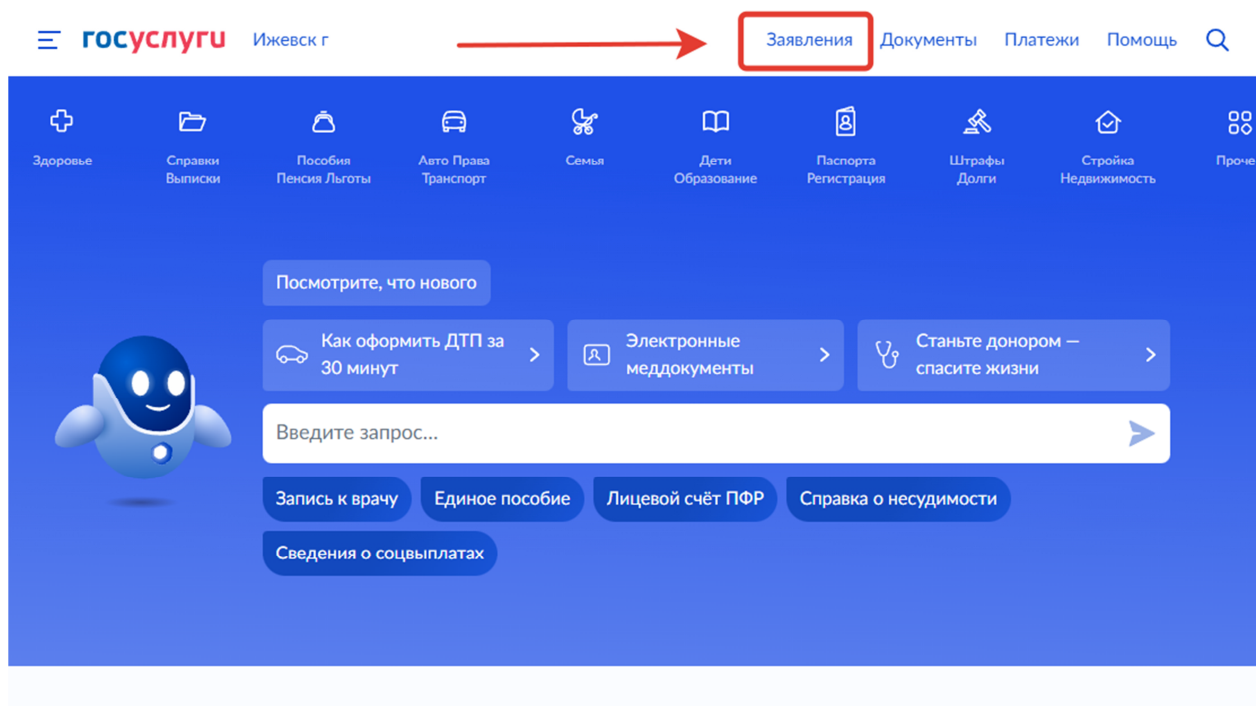 госуслуги Ижевск г Заявления Документы Платежи Помощь
Здоровье
Справки
Выписки
Пособия
Пенсия Льготы
Авто Права
Транспорт
Семья
Дети
Образование
Паспорта
Регистрация
Штрафы
Долги
Стройка
Недвижимость
Проче
Посмотрите, что нового
Как оформить ДТП за
30 минут
Электронные
меддокументы
Станьте донором —
спасите жизни
Введите запрос...
Запись к врачу
Единое пособие
Лицевой счёт ПФР
Справка о несудимости
Сведения о соцвыплатах